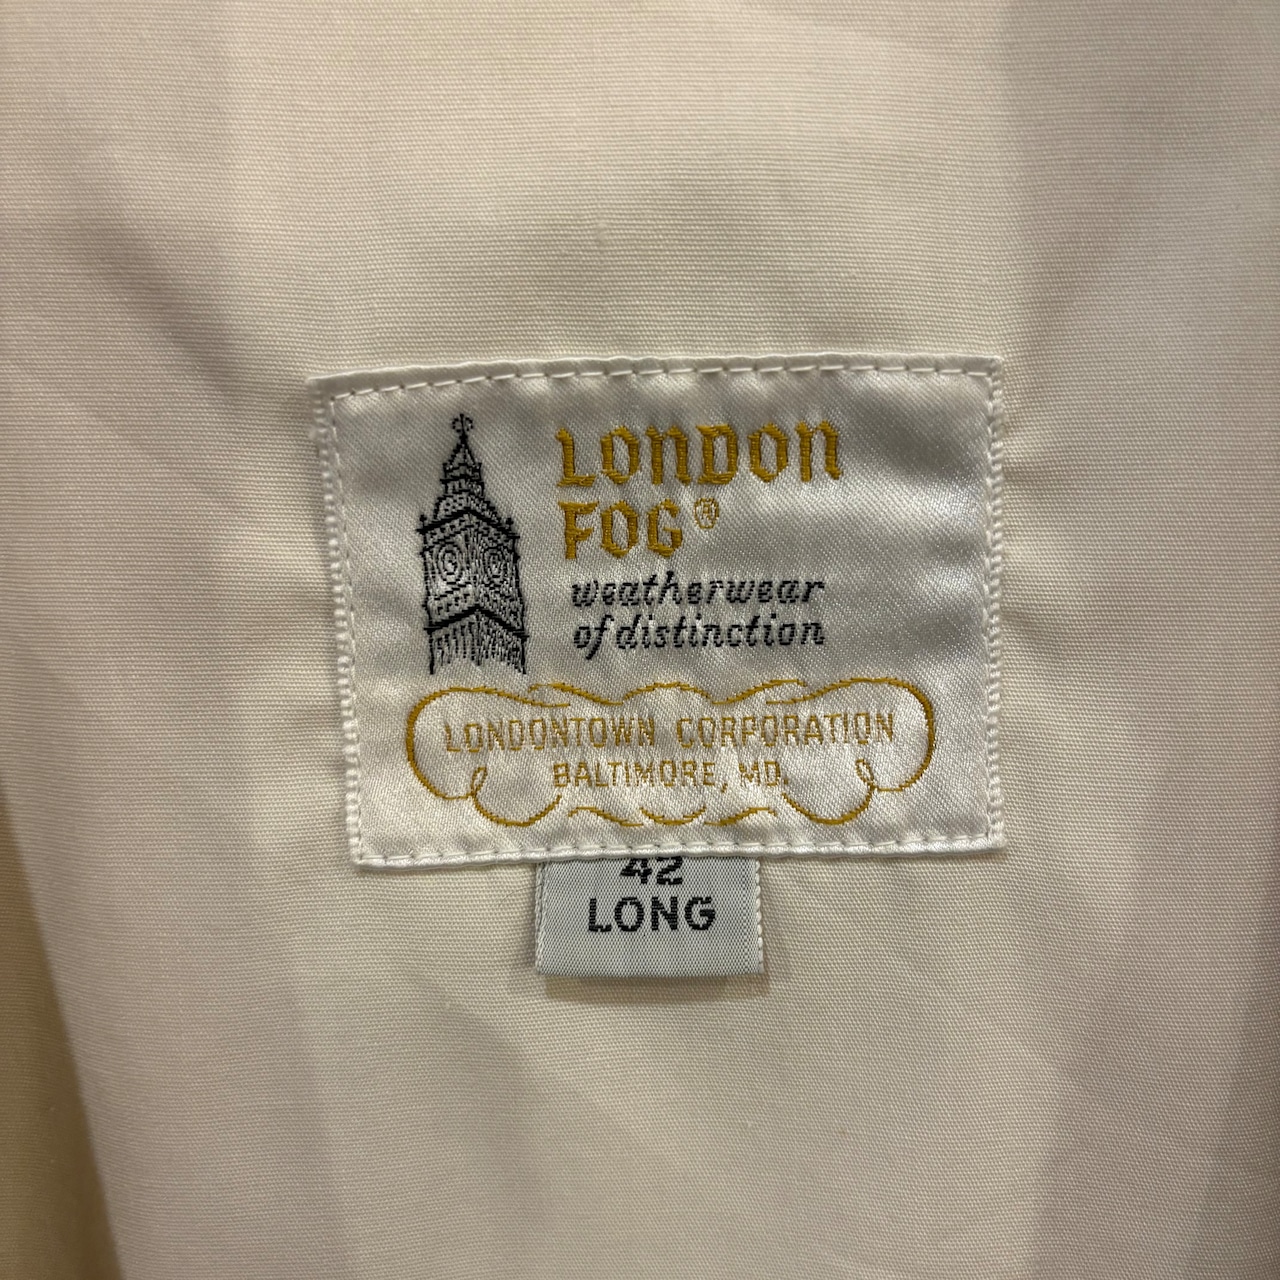 LONDON
FOG®
weatherwear
of distinction
LONDONTOWN CORPORATION
BALTIMORE, MD.
42
LONG